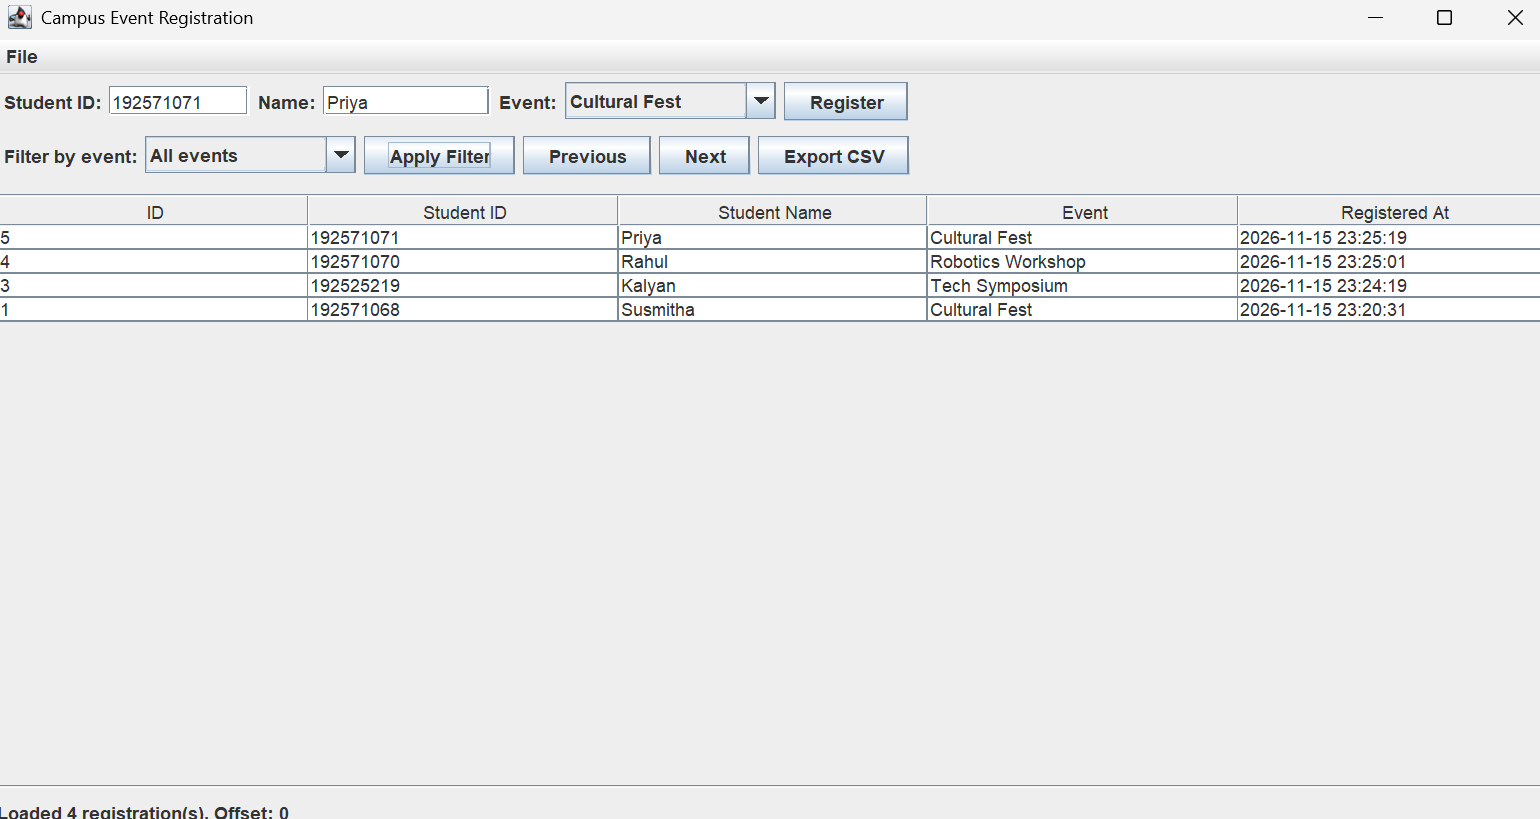 Campus Event Registration
File
Student ID: 192571071 Name: Priya Event: Cultural Fest Register
Filter by event: All events Apply Filter Previous Next Export CSV
ID Student ID Student Name Event Registered At
5 192571071 Priya Cultural Fest 2026-11-15 23:25:19
4 192571070 Rahul Robotics Workshop 2026-11-15 23:25:01
3 192525219 Kalyan Tech Symposium 2026-11-15 23:24:19
1 192571068 Susmitha Cultural Fest 2026-11-15 23:20:31
Loaded 4 registration(s). Offset: 0